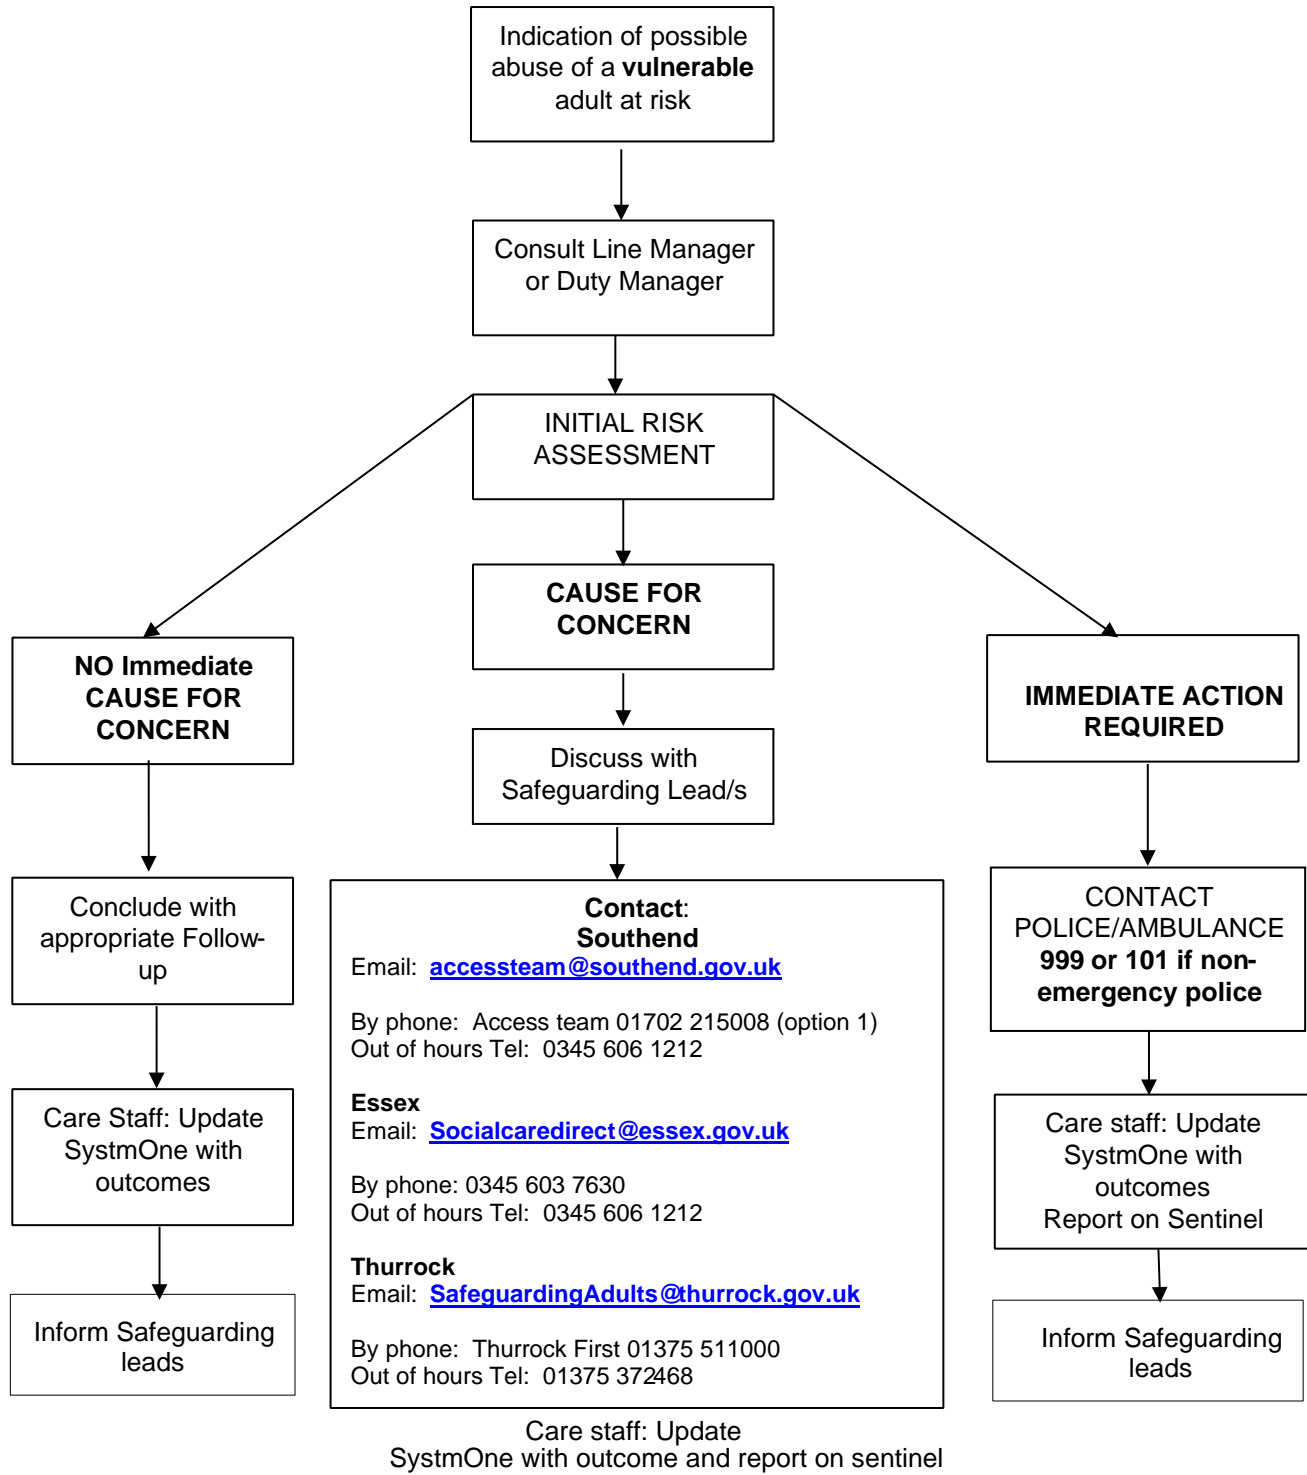 Indication of possible
abuse of a vulnerable
adult at risk
Consult Line Manager
or Duty Manager
INITIAL RISK
ASSESSMENT
NO Immediate
CAUSE FOR
CONCERN
Conclude with
appropriate Follow-
up
Care Staff: Update
SystmOne with
outcomes
Inform Safeguarding
leads
CAUSE FOR
CONCERN
Discuss with
Safeguarding Lead/s
Contact:
Southend
Email: accessteam@southend.gov.uk
By phone: Access team 01702 215008 (option 1)
Out of hours Tel: 0345 606 1212
Essex
Email: Socialcaredirect@essex.gov.uk
By phone: 0345 603 7630
Out of hours Tel: 0345 606 1212
Thurrock
Email: SafeguardingAdults@thurrock.gov.uk
By phone: Thurrock First 01375 511000
Out of hours Tel: 01375 372468
Care staff: Update
SystmOne with outcome and report on sentinel
IMMEDIATE ACTION
REQUIRED
CONTACT
POLICE/AMBULANCE
999 or 101 if non-
emergency police
Care staff: Update
SystmOne with
outcomes
Report on Sentinel
Inform Safeguarding
leads